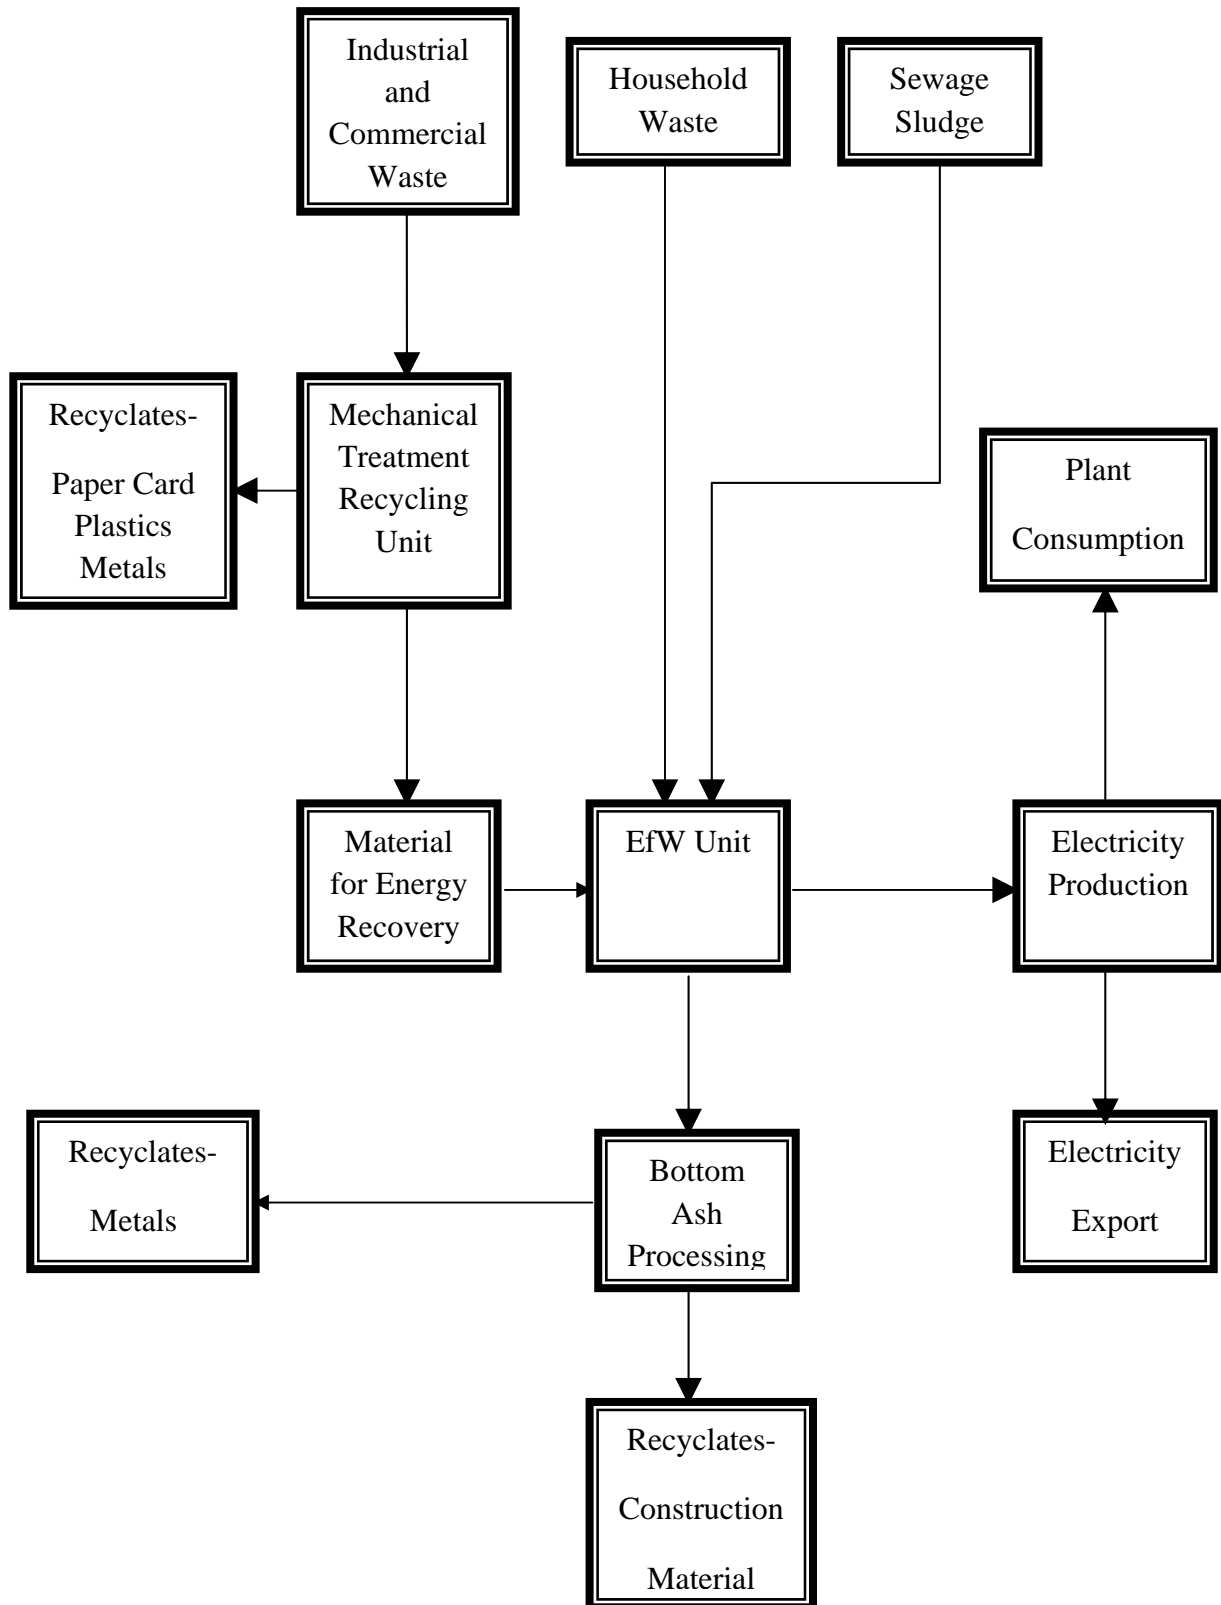 Industrial
and
Commercial
Waste
Household
Waste
Sewage
Sludge
Recyclates-
Paper Card
Plastics
Metals
Mechanical
Treatment
Recycling
Unit
Plant
Consumption
Material
for Energy
Recovery
EfW Unit
Electricity
Production
Recyclates-
Metals
Bottom
Ash
Processing
Electricity
Export
Recyclates-
Construction
Material